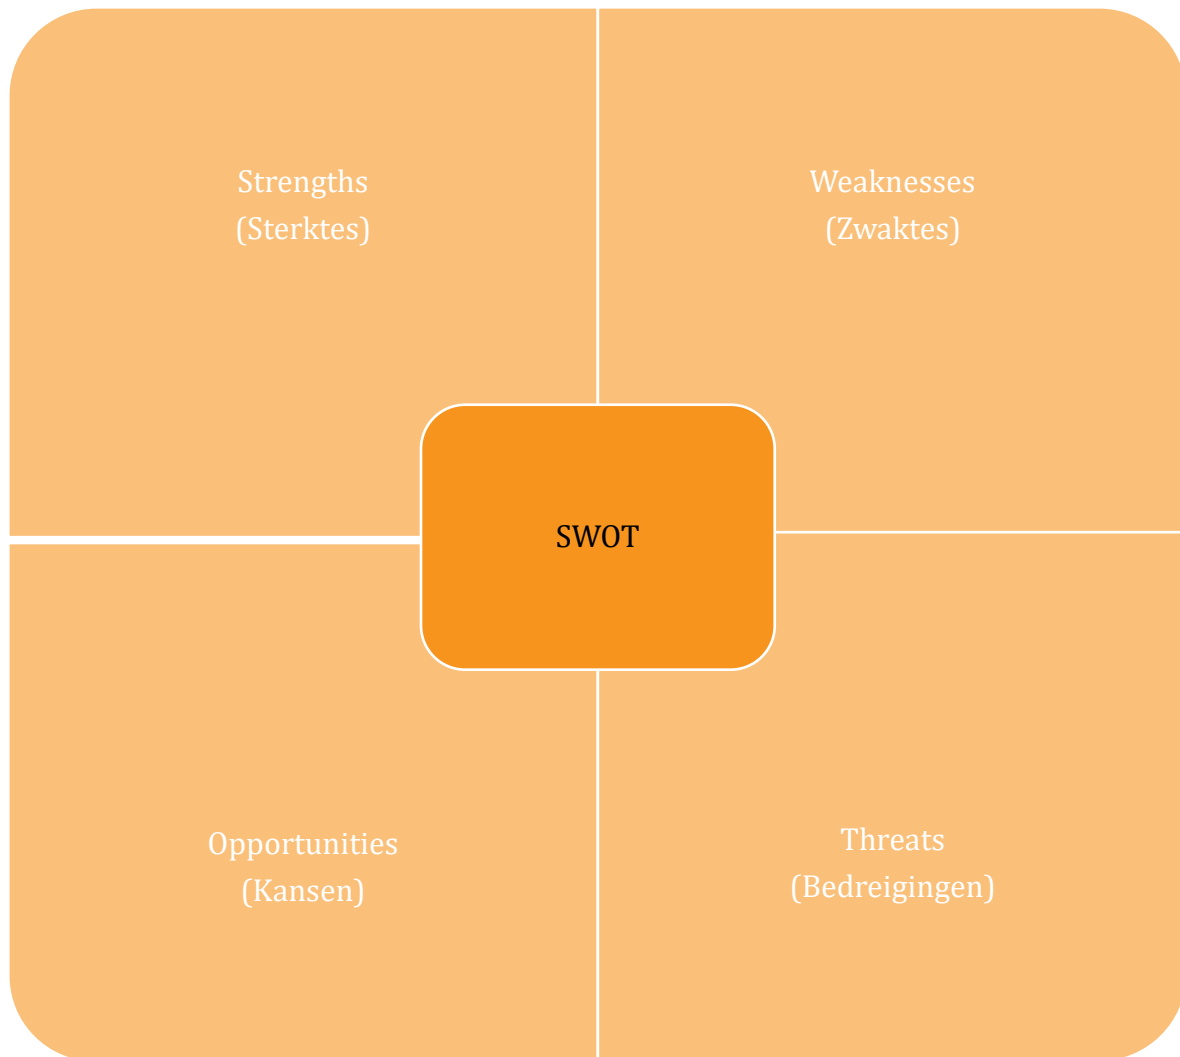 Strengths
(Sterktes)
Weaknesses
(Zwaktes)
SWOT
Opportunities
(Kansen)
Threats
(Bedreigingen)